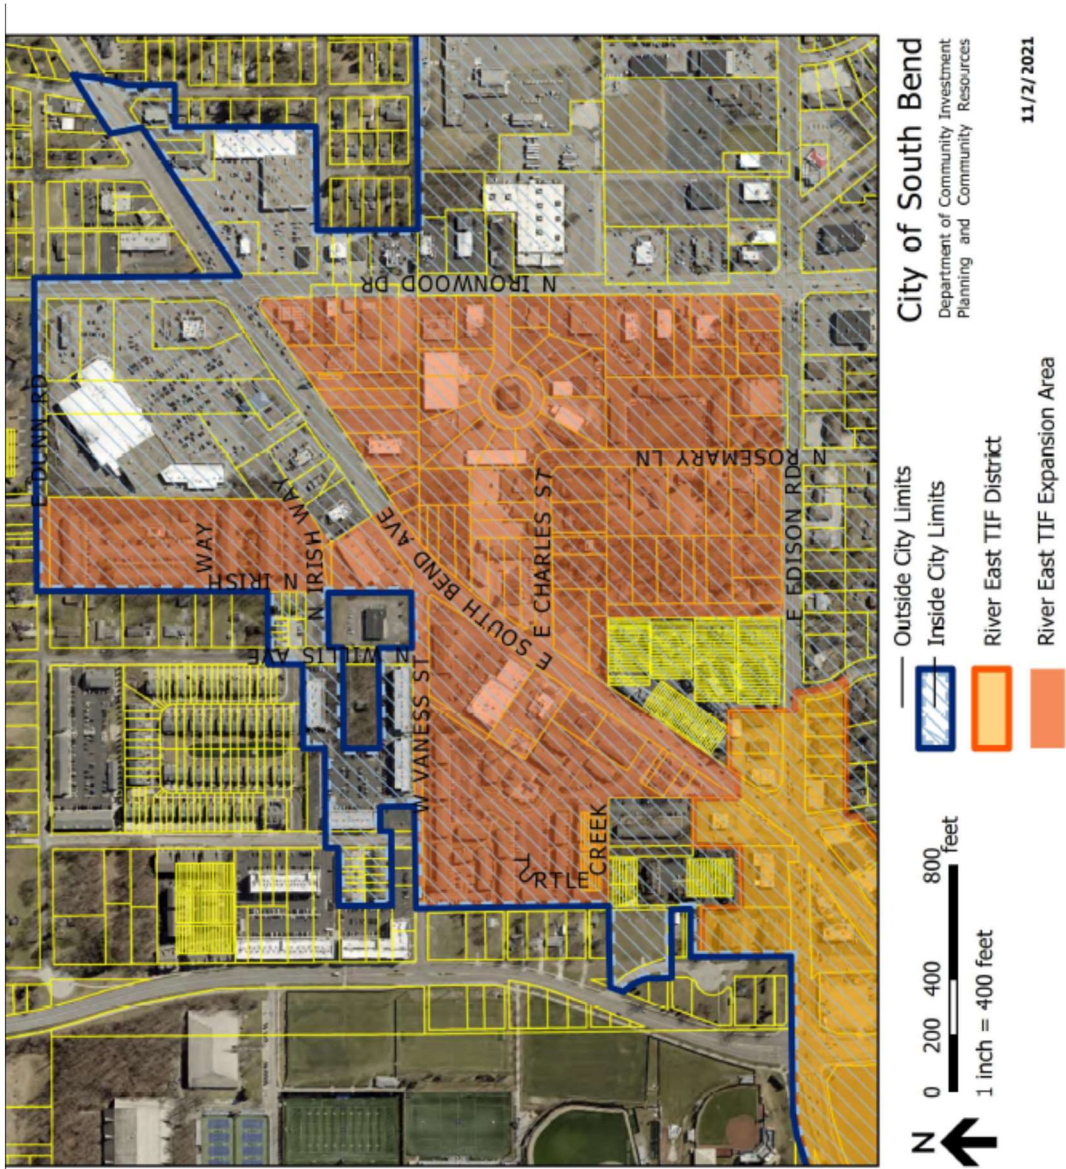 E DUNN RD
N IRISH
WAY
N IRISH WAY
N WILLIS AVE
W VANESS ST
E SOUTH BEND AVE
E CHARLES ST
N IRONWOOD DR
N ROSEMARY LN
E EDISON RD
RTLE
CREEK
City of South Bend
Department of Community Investment
Planning and Community Resources
11/2/2021
Outside City Limits
Inside City Limits
River East TIF District
River East TIF Expansion Area
0 200 400 800
feet
1 inch = 400 feet
N